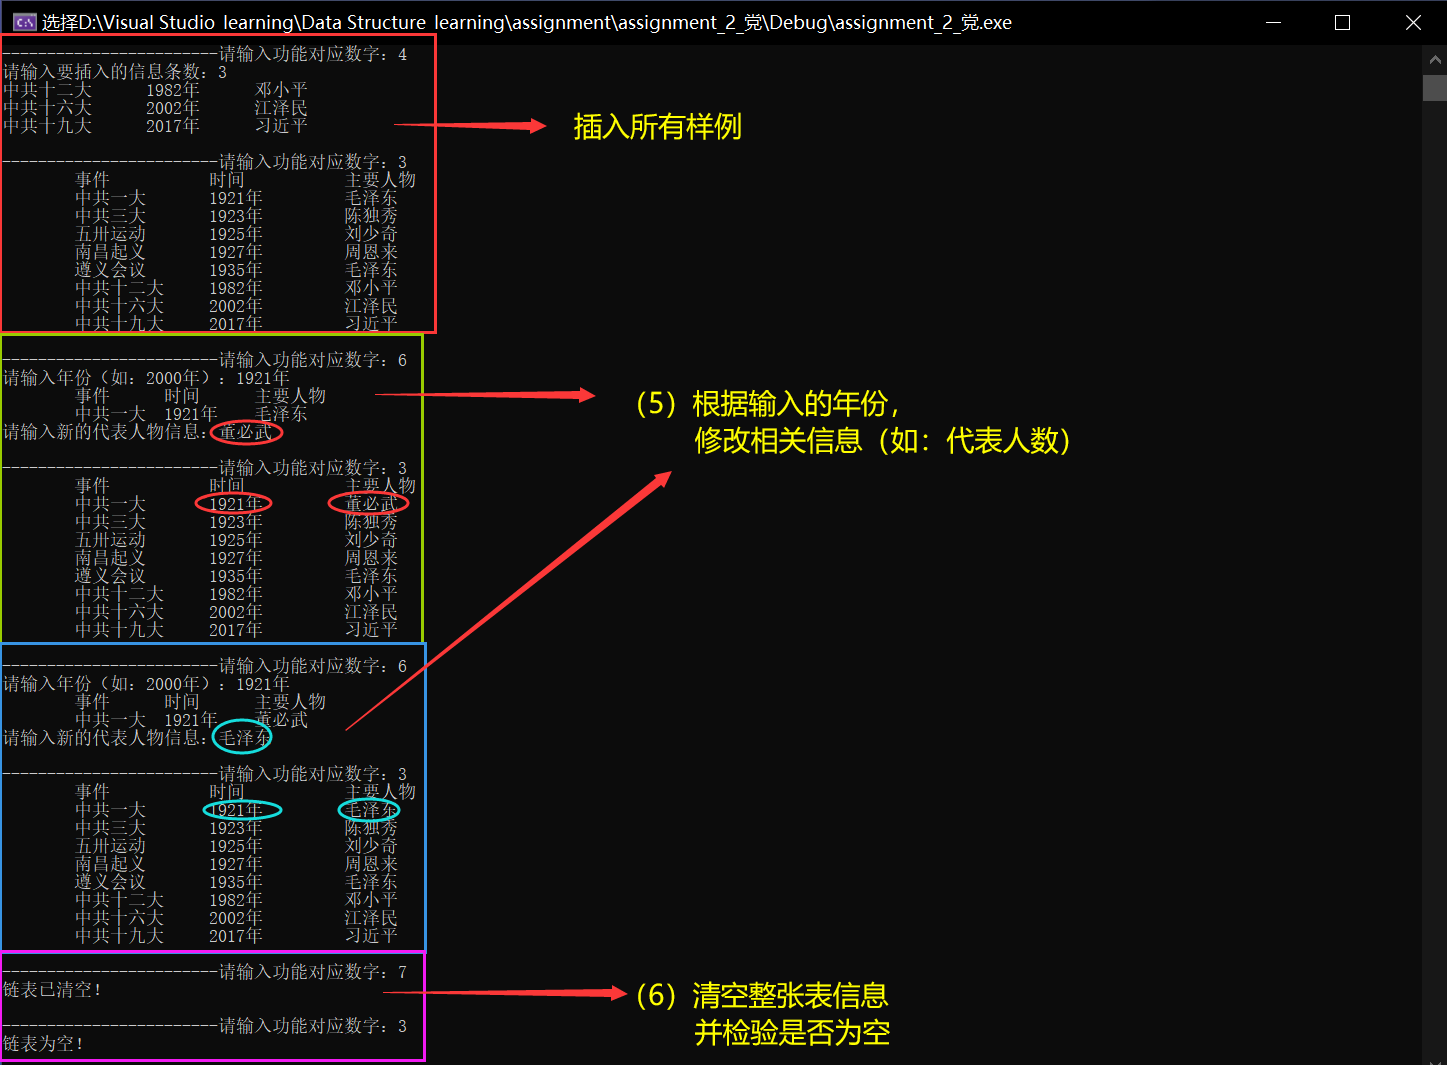 选择D:\Visual Studio learning\Data Structure learning\assignment\assignment_2_党\Debug\assignment_2_党.exe
------------------------请输入功能对应数字：4
请输入要插入的信息条数：3
中共十二大 1982年 邓小平
中共十六大 2002年 江泽民
中共十九大 2017年 习近平
插入所有样例
------------------------请输入功能对应数字：3
事件 时间 主要人物
中共一大 1921年 毛泽东
中共三大 1923年 陈独秀
五卅运动 1925年 刘少奇
南昌起义 1927年 周恩来
遵义会议 1935年 毛泽东
中共十二大 1982年 邓小平
中共十六大 2002年 江泽民
中共十九大 2017年 习近平
------------------------请输入功能对应数字：6
请输入年份（如：2000年）：1921年
事件 时间 主要人物
中共一大 1921年 毛泽东
请输入新的代表人物信息：董必武
（5）根据输入的年份，
修改相关信息（如：代表人数）
------------------------请输入功能对应数字：3
事件 时间 主要人物
中共一大 1921年 董必武
中共三大 1923年 陈独秀
五卅运动 1925年 刘少奇
南昌起义 1927年 周恩来
遵义会议 1935年 毛泽东
中共十二大 1982年 邓小平
中共十六大 2002年 江泽民
中共十九大 2017年 习近平
------------------------请输入功能对应数字：6
请输入年份（如：2000年）：1921年
事件 时间 主要人物
中共一大 1921年 董必武
请输入新的代表人物信息：毛泽东
------------------------请输入功能对应数字：3
事件 时间 主要人物
中共一大 1921年 毛泽东
中共三大 1923年 陈独秀
五卅运动 1925年 刘少奇
南昌起义 1927年 周恩来
遵义会议 1935年 毛泽东
中共十二大 1982年 邓小平
中共十六大 2002年 江泽民
中共十九大 2017年 习近平
------------------------请输入功能对应数字：7
链表已清空！
（6）清空整张表信息
并检验是否为空
------------------------请输入功能对应数字：3
链表为空！